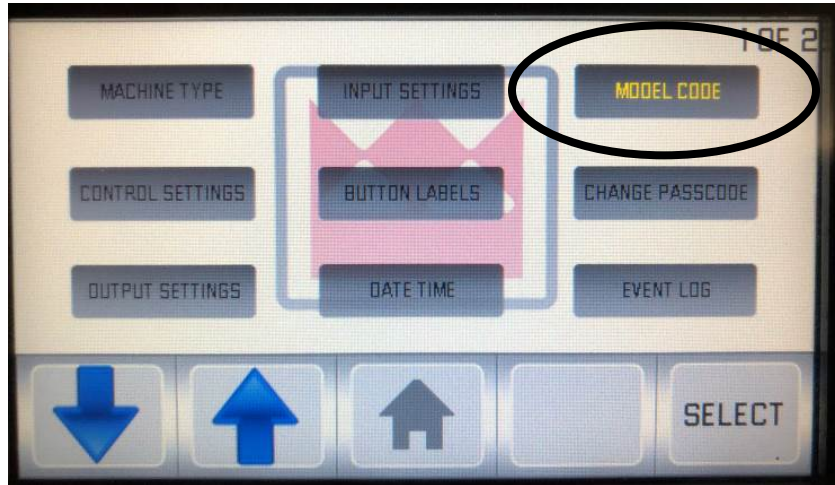 1 OF 2
MACHINE TYPE
INPUT SETTINGS
MODEL CODE
CONTROL SETTINGS
BUTTON LABELS
CHANGE PASSCODE
OUTPUT SETTINGS
DATE TIME
EVENT LOG
SELECT